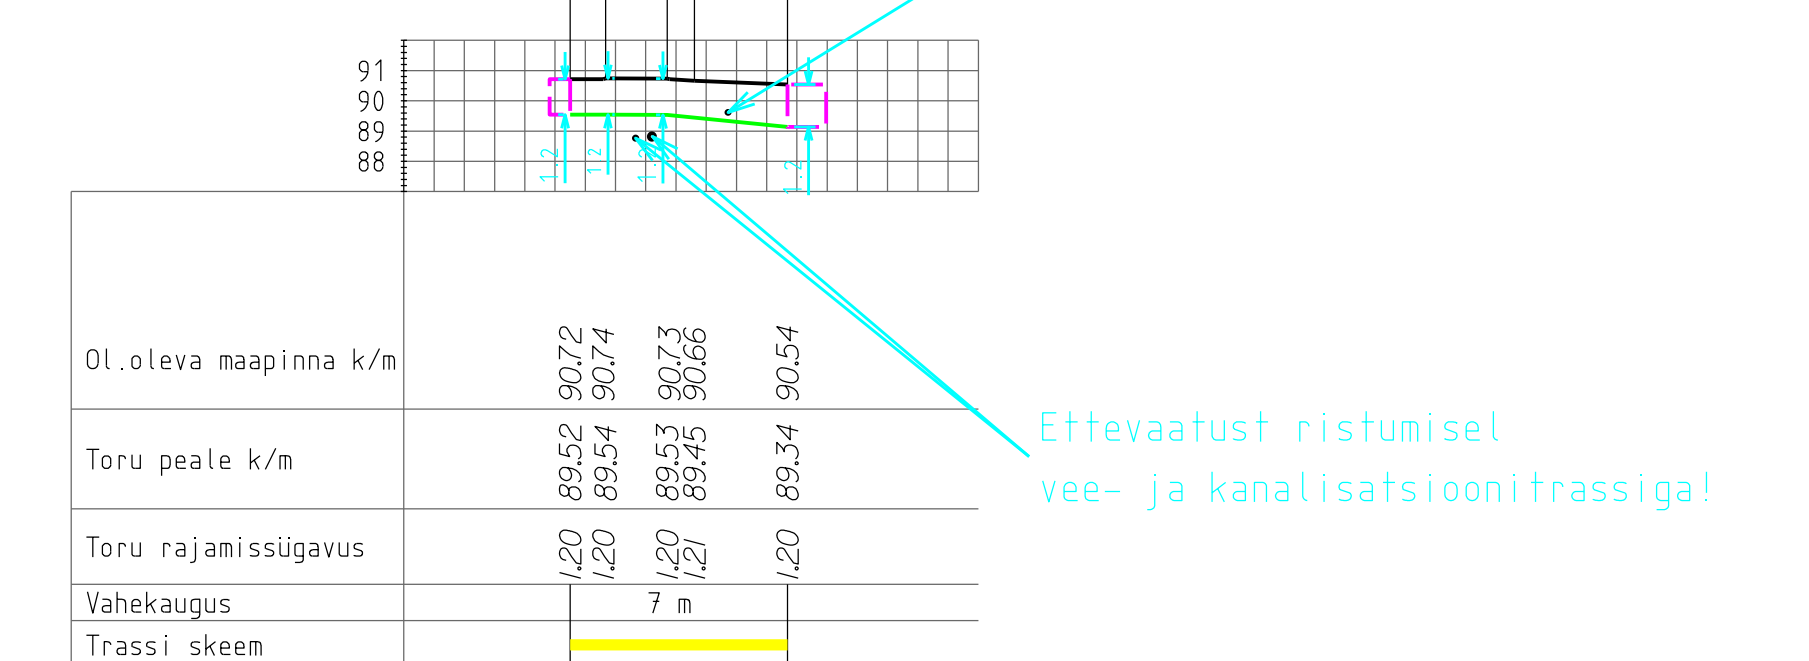 91
90
89
88
1.2
1.2
1.2
1.2
Ol.oleva maapinna k/m 90.72 90.74 90.73 90.66 90.54
Toru peale k/m 89.52 89.54 89.53 89.45 89.34
Toru rajamissügavus 1.20 1.20 1.20 1.21 1.20
Vahekaugus 7 m
Trassi skeem
Ettevaatust ristumisel
vee- ja kanalisatsioonitrassiga!